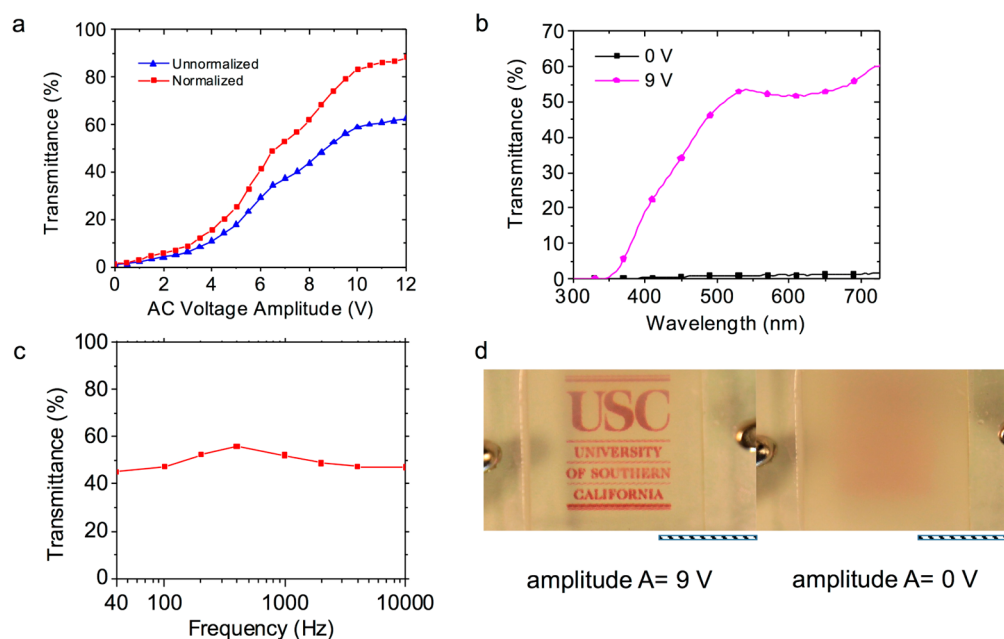 a
Unnormalized
Normalized
Transmittance (%)
100
80
60
40
20
0
0 2 4 6 8 10 12
AC Voltage Amplitude (V)
b
0 V
9 V
Transmittance (%)
70
60
50
40
30
20
10
0
300 400 500 600 700
Wavelength (nm)
c
Transmittance (%)
100
80
60
40
20
0
40 100 1000 10000
Frequency (Hz)
d
USC
UNIVERSITY
OF SOUTHERN
CALIFORNIA
amplitude A= 9 V
amplitude A= 0 V